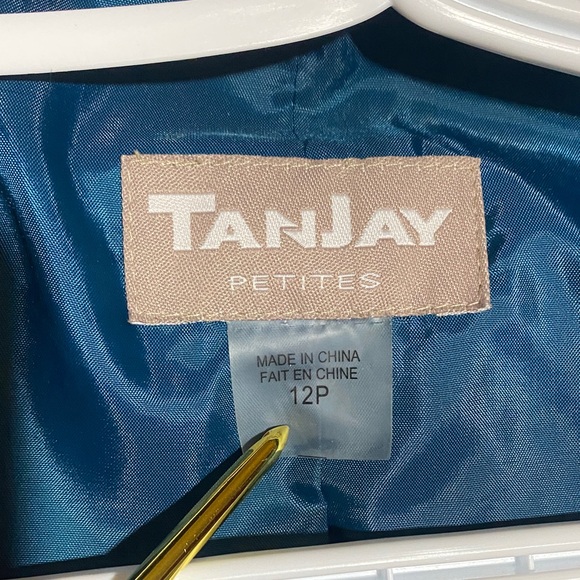 TANJAY
PETITES
MADE IN CHINA
FAIT EN CHINE
12P